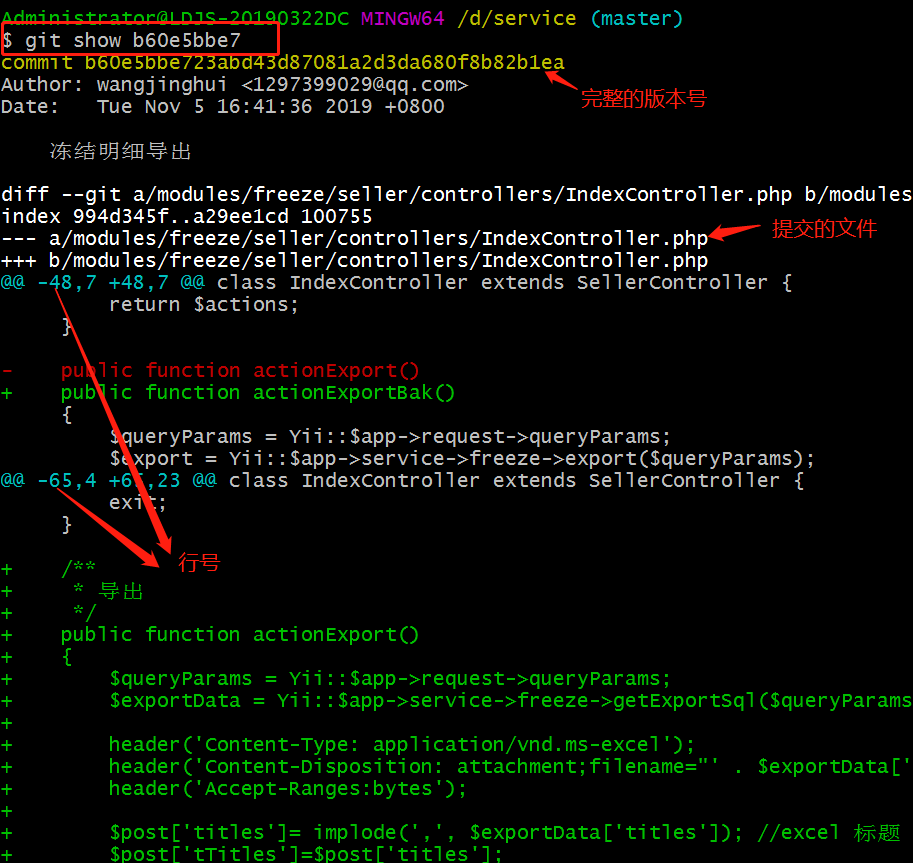 Administrator@LDJS-20190322DC MINGW64 /d/service (master)
$ git show b60e5bbe7
commit b60e5bbe723abd43d87081a2d3da680f8b82b1ea
完整的版本号
Author: wangjinghui <1297399029@qq.com>
Date:   Tue Nov 5 16:41:36 2019 +0800
    冻结明细导出
diff --git a/modules/freeze/seller/controllers/IndexController.php b/modules
index 994d345f..a29ee1cd 100755
--- a/modules/freeze/seller/controllers/IndexController.php
提交的文件
+++ b/modules/freeze/seller/controllers/IndexController.php
@@ -48,7 +48,7 @@ class IndexController extends SellerController {
         return $actions;
     }
-    public function actionExport()
+    public function actionExportBak()
     {
         $queryParams = Yii::$app->request->queryParams;
         $export = Yii::$app->service->freeze->export($queryParams);
@@ -65,4 +65,23 @@ class IndexController extends SellerController {
         exit;
     }
行号
+    /**
+     * 导出
+     */
+    public function actionExport()
+    {
+        $queryParams = Yii::$app->request->queryParams;
+        $exportData = Yii::$app->service->freeze->getExportSql($queryParams
+
+        header('Content-Type: application/vnd.ms-excel');
+        header('Content-Disposition: attachment;filename="' . $exportData['
+        header('Accept-Ranges:bytes');
+
+        $post['titles']= implode(',', $exportData['titles']); //excel 标题
+        $post['tTitles']=$post['titles'];